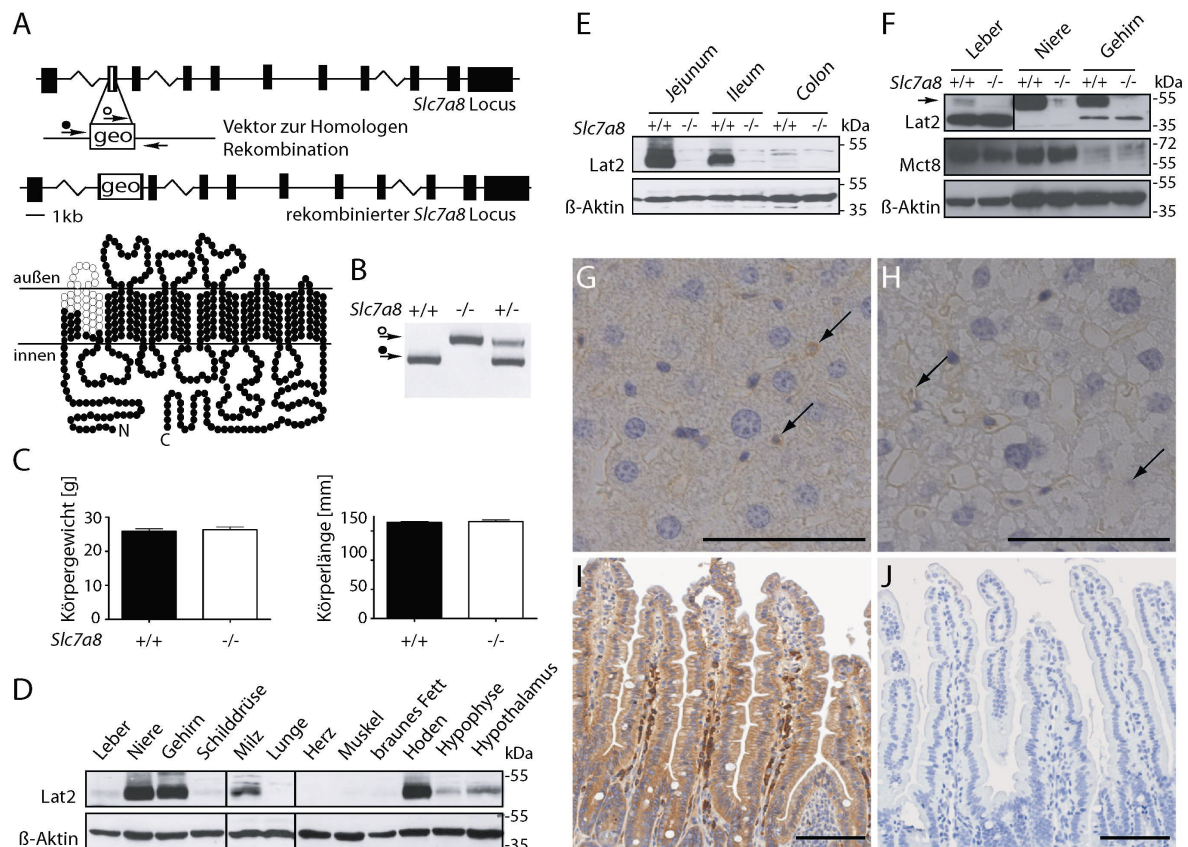 A
Slc7a8 Locus
geo
Vektor zur Homologen
Rekombination
geo
1kb
rekombinierter Slc7a8 Locus
außen
innen
N
C
B
Slc7a8 +/+ -/- +/-
C
Körpergewicht [g]
30
20
10
0
Slc7a8 +/+ -/-
Körperlänge [mm]
150
100
50
0
+/+ -/-
D
Leber Niere Gehirn Schilddrüse Milz Lunge Herz Muskel braunes Fett Hoden Hypophyse Hypothalamus
kDa
Lat2
-55
-55
ß-Aktin
-35
E
Jejunum Ileum Colon
Slc7a8 +/+ -/- +/+ -/- +/+ -/- kDa
-55
Lat2
-55
ß-Aktin
-35
F
Leber Niere Gehirn
Slc7a8 +/+ -/- +/+ -/- +/+ -/- kDa
-55
Lat2
-35
-72
Mct8
-55
-55
ß-Aktin
-35
G
H
I
J